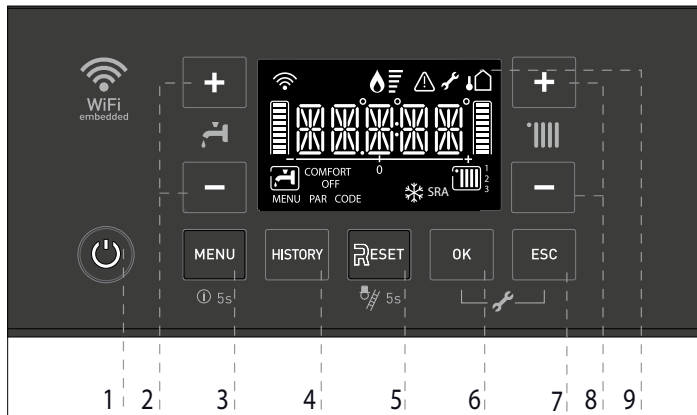 WiFi
embedded
COMFORT
OFF
0
MENU PAR CODE
SRA
1
2
3
MENU
HISTORY
RESET
OK
ESC
5s
5s
1 2 3 4 5 6 7 8 9